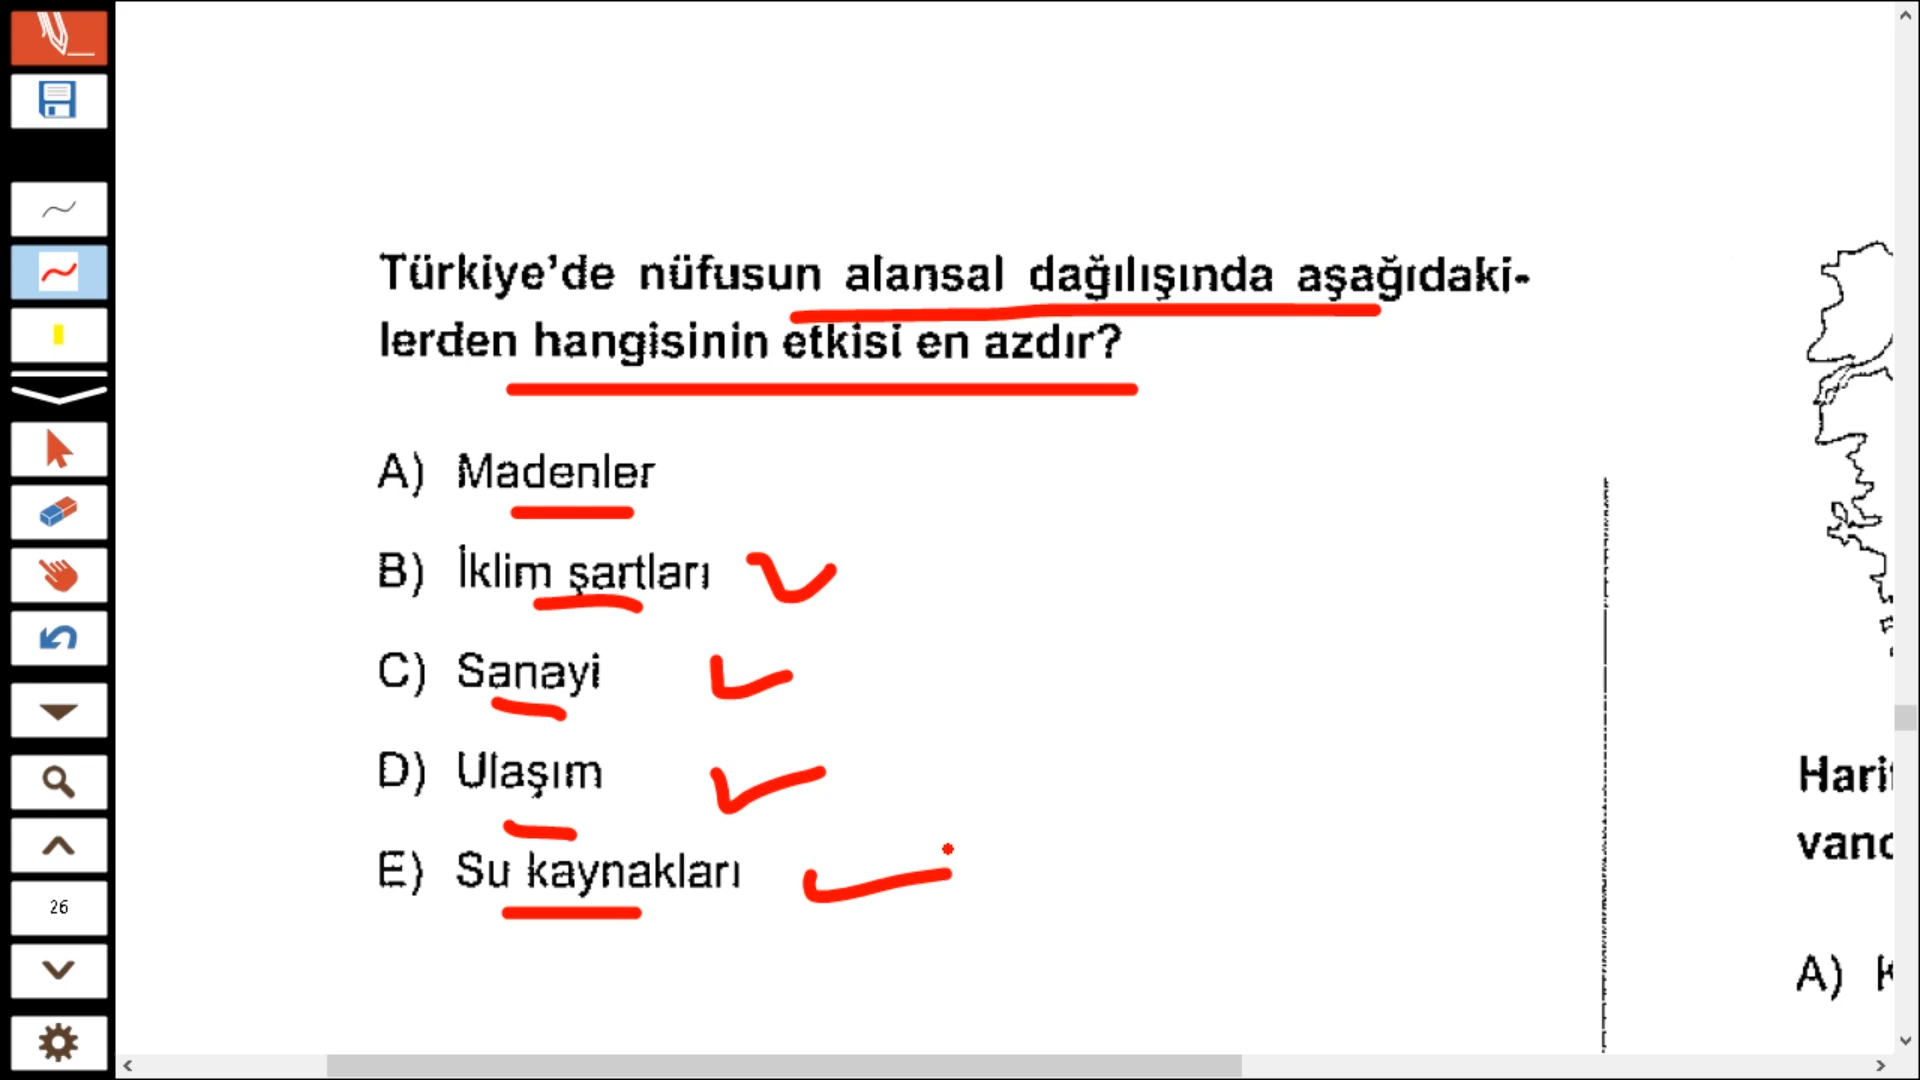 Türkiye'de nüfusun alansal dağılışında aşağıdaki-
lerden hangisinin etkisi en azdır?
A) Madenler
B) İklim şartları
C) Sanayi
D) Ulaşım
E) Su kaynakları
26
A)